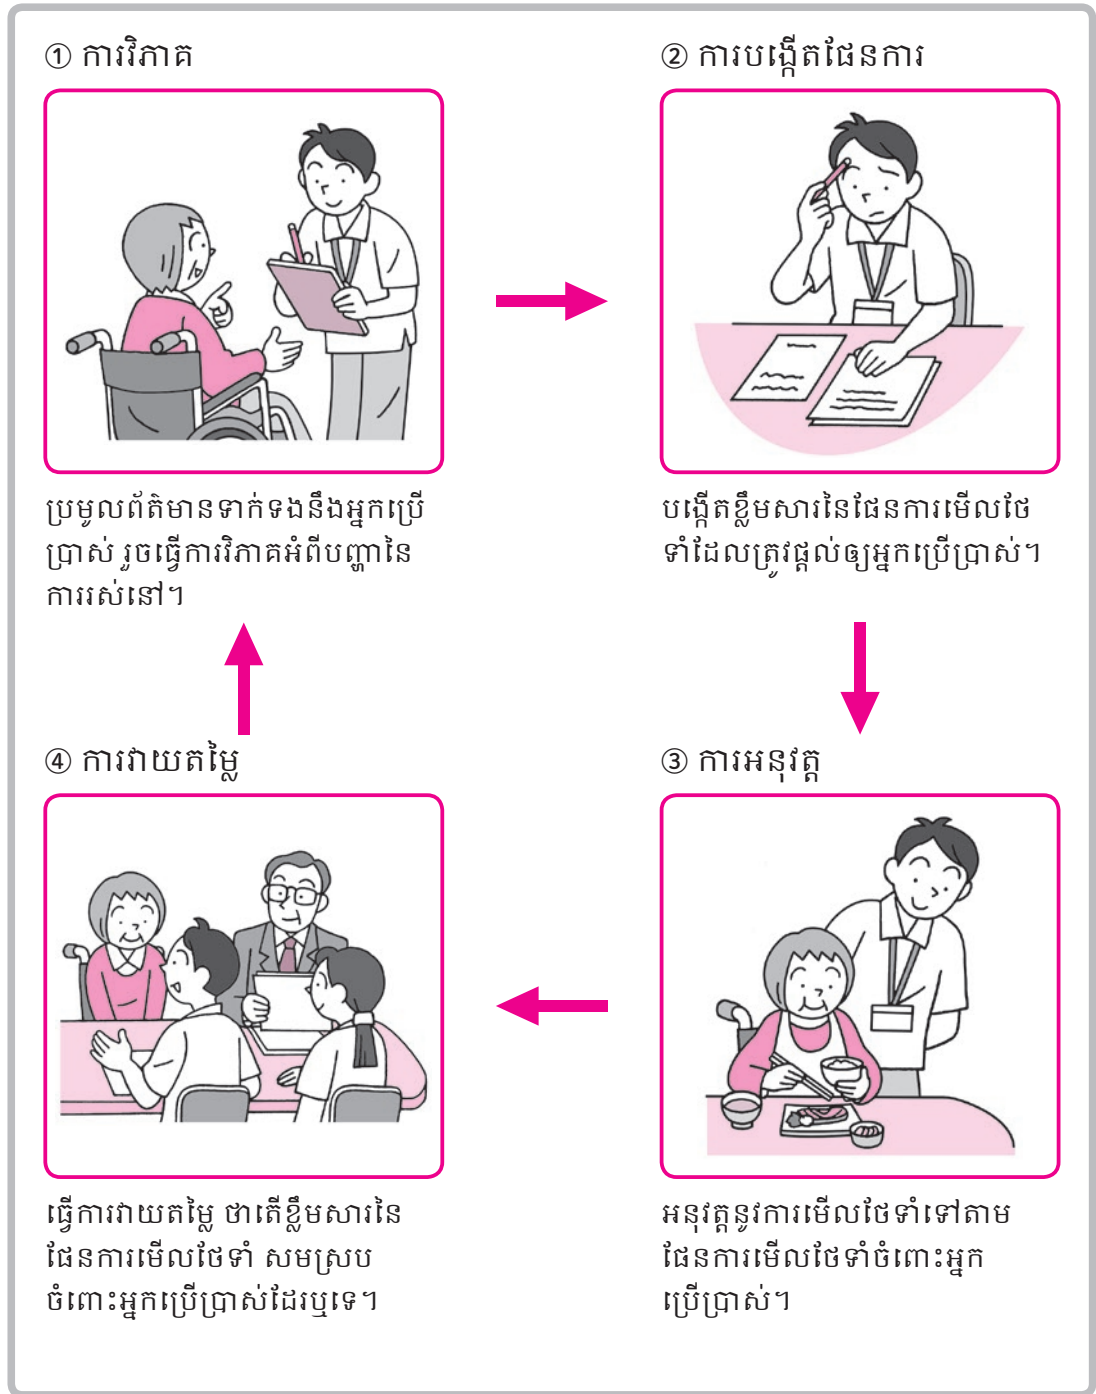 ① ការវិភាគ
ប្រមូលព័ត៌មានទាក់ទងនឹងអ្នកប្រើ
ប្រាស់ រួចធ្វើការវិភាគអំពីបញ្ហានៃ
ការរស់នៅ។
② ការបង្កើតផែនការ
បង្កើតខ្លឹមសារនៃផែនការមើលថែ
ទាំដែលត្រូវផ្តល់ឲ្យអ្នកប្រើប្រាស់។
③ ការអនុវត្ត
អនុវត្តនូវការមើលថែទាំទៅតាម
ផែនការមើលថែទាំចំពោះអ្នក
ប្រើប្រាស់។
④ ការវាយតម្លៃ
ធ្វើការវាយតម្លៃ ថាតើខ្លឹមសារនៃ
ផែនការមើលថែទាំ សមស្រប
ចំពោះអ្នកប្រើប្រាស់ដែរឬទេ។